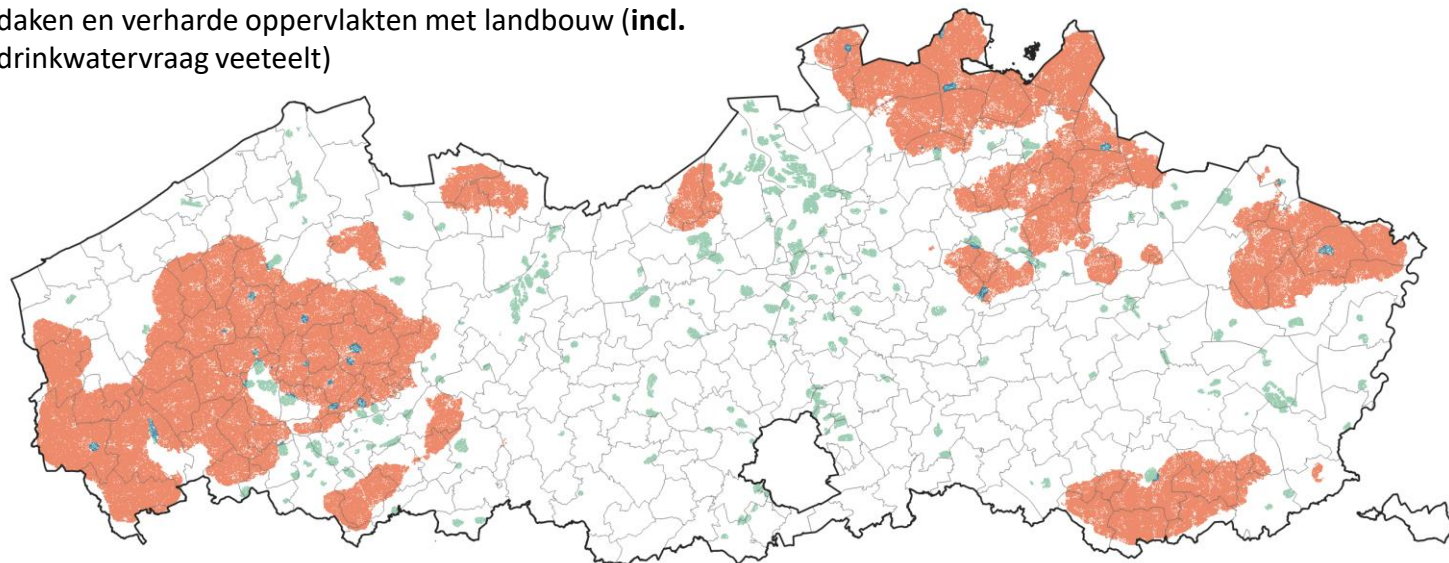 daken en verharde oppervlakten met landbouw (incl.
drinkwatervraag veeteelt)